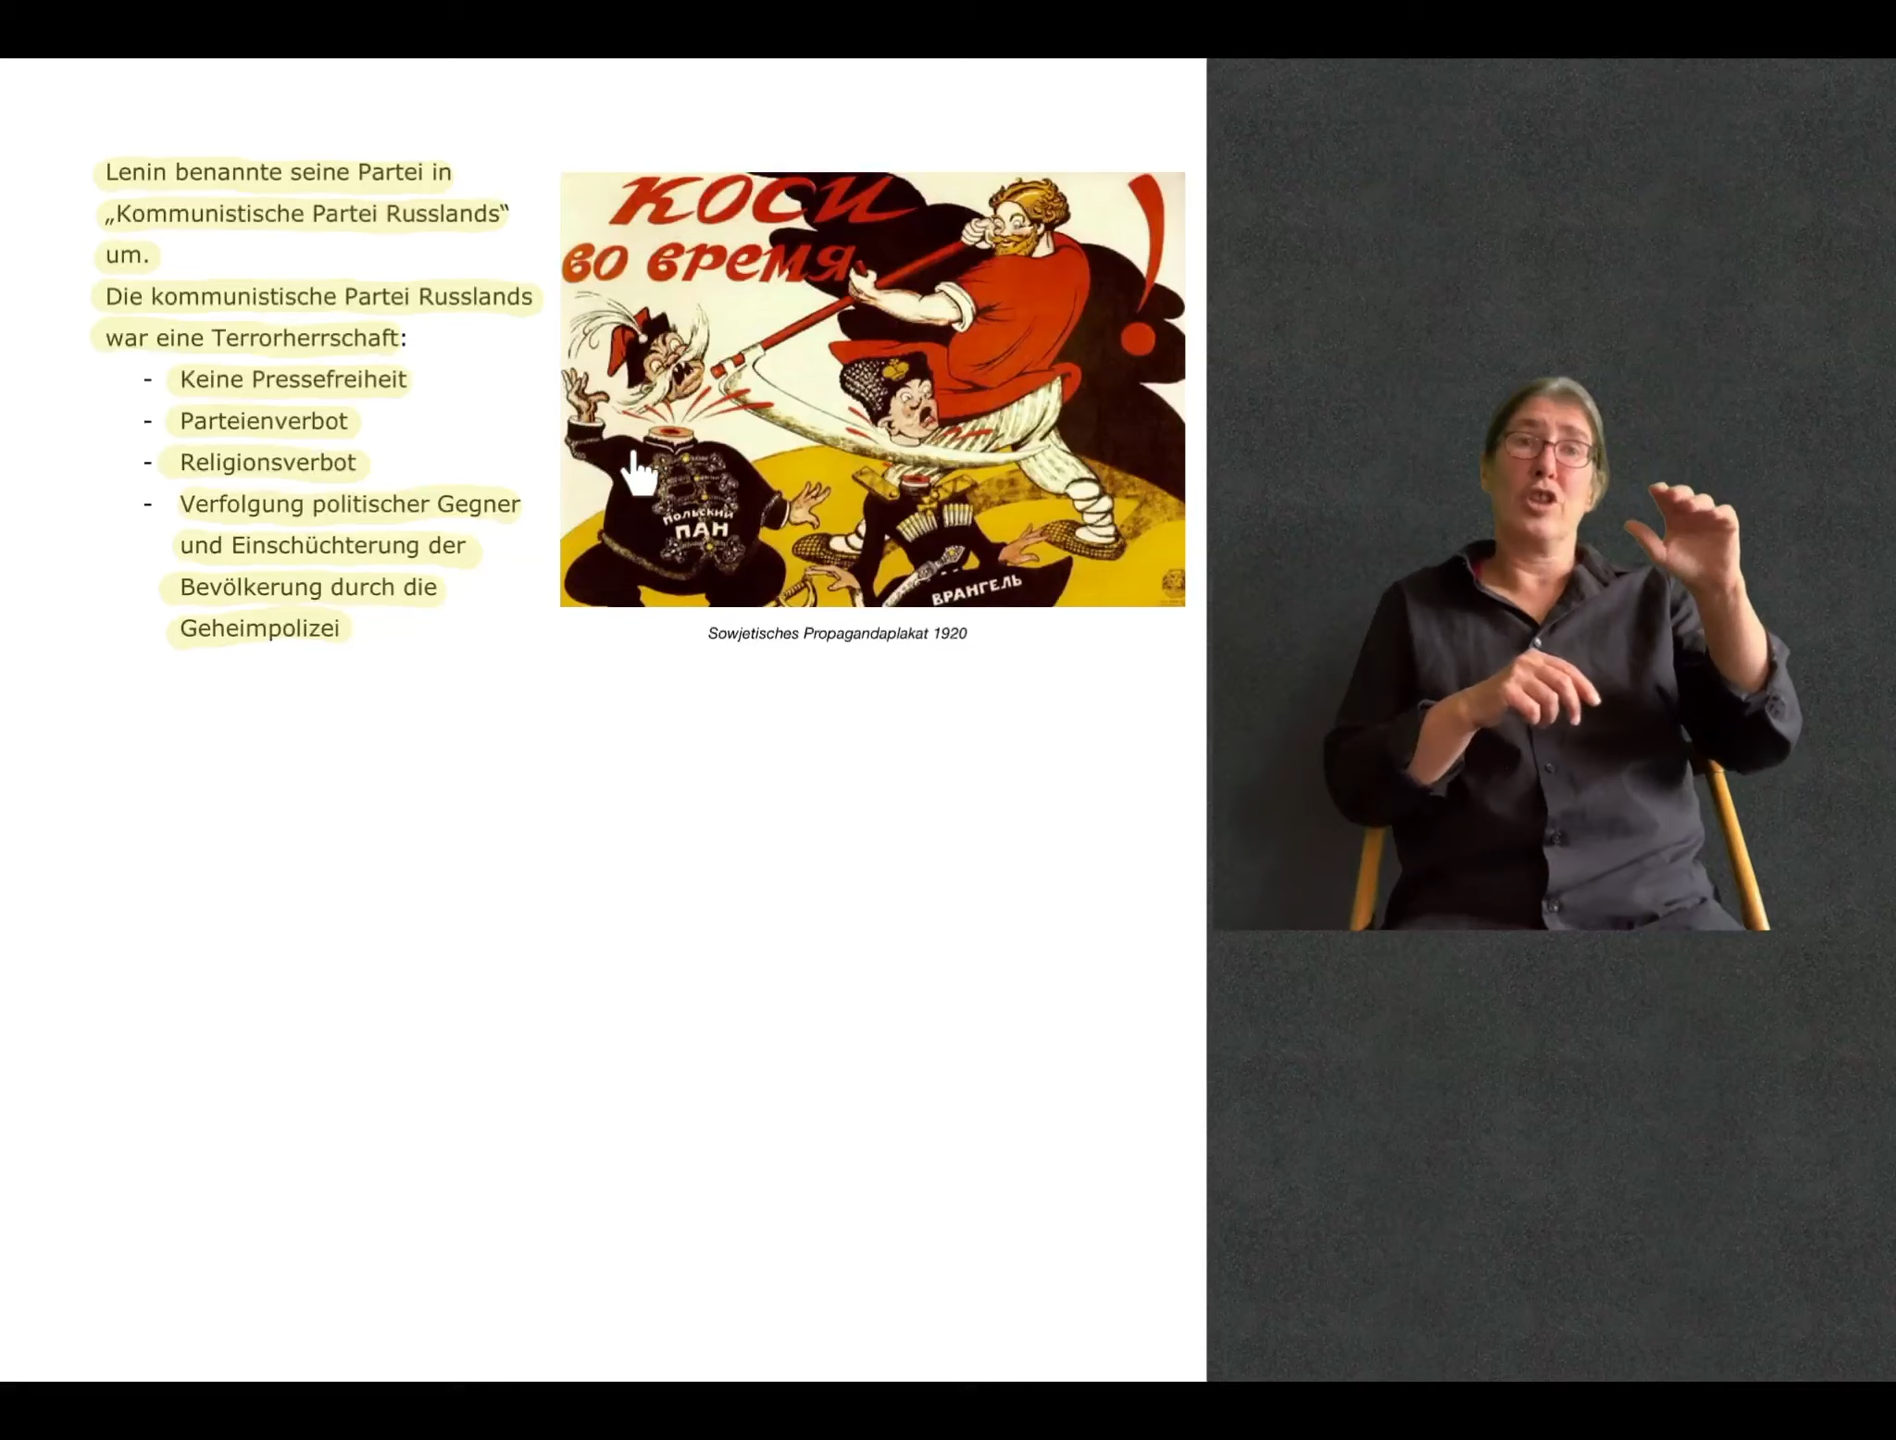 Lenin benannte seine Partei in
„Kommunistische Partei Russlands“
um.
Die kommunistische Partei Russlands
war eine Terrorherrschaft:
- Keine Pressefreiheit
- Parteienverbot
- Religionsverbot
- Verfolgung politischer Gegner
und Einschüchterung der
Bevölkerung durch die
Geheimpolizei
КОСИ
во время!
ПОЛЬСКИЙ
ПАН
ВРАНГЕЛЬ
Sowjetisches Propagandaplakat 1920